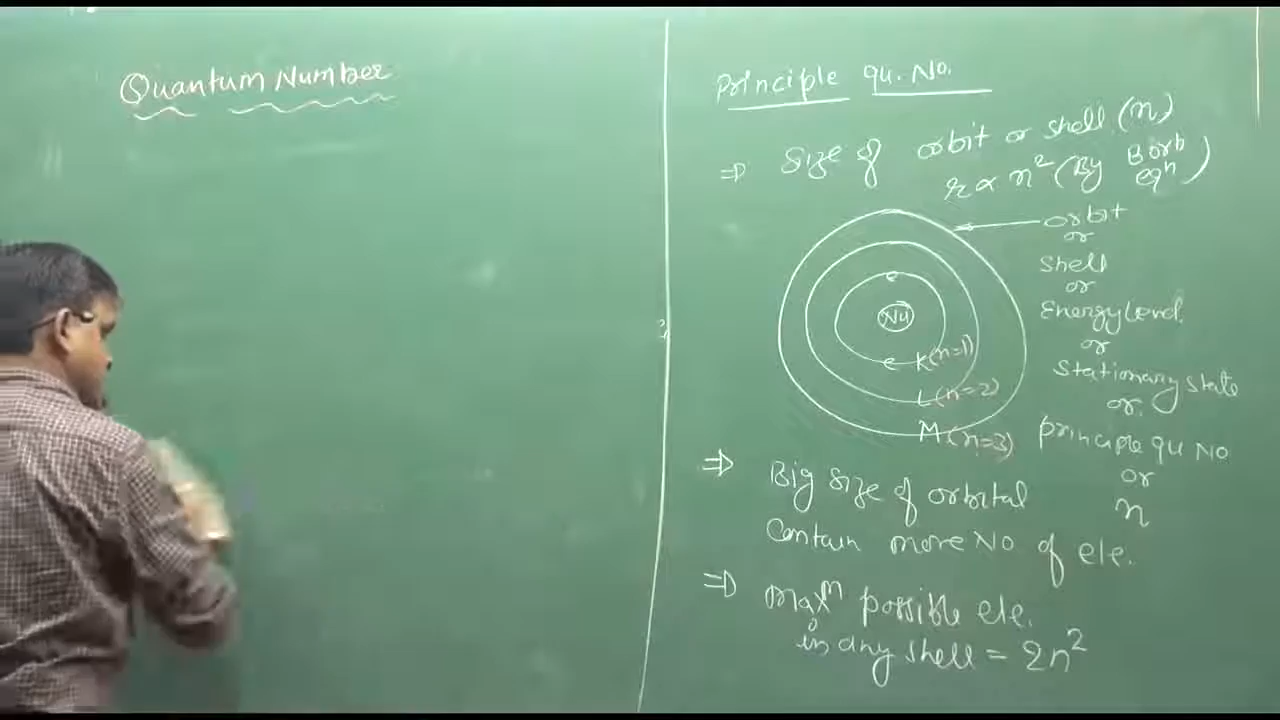 Quantum Number
Principle qu. No.
⇒ Size of orbit or shell (n)
r ∝ n² (By Borh eqⁿ)
orbit
or
shell
or
Energy Level
or
Stationary State
or
principle qu No
or
n
Nu
e
e K(n=1)
L(n=2)
M(n=3)
⇒ Big size of orbital
Contain more No of ele.
⇒ Maxᵐ possible ele.
in any shell = 2n²